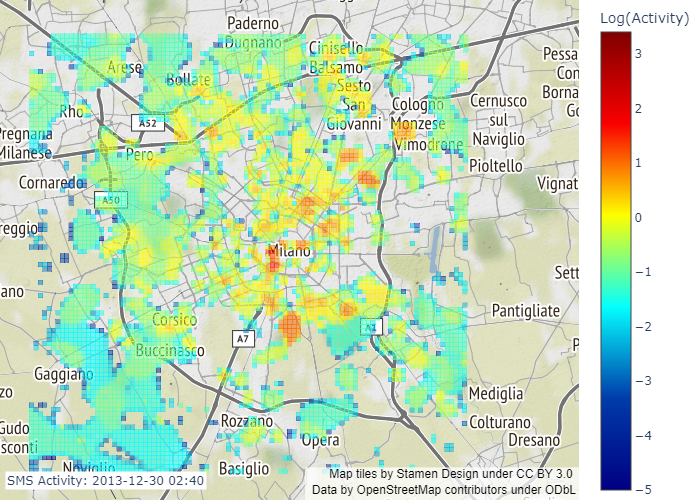 Log(Activity)
3
2
1
0
−1
−2
−3
−4
−5
Paderno
Dugnano
Cinisello
Balsamo
Pessa
Con
Borna
Arese
Bollate
Sesto
San
Giovanni
Cologno
Monzese
Cernusco
sul
Naviglio
Rho
A52
Pregnana
Milanese
Pero
Vimodrone
Pioltello
Cornaredo
Vignat
A50
reggio
Milano
Sett
ano
Pantigliate
Corsico
A7
A1
Buccinasco
Gaggiano
Mediglia
zo
Rozzano
Colturano
Gudo
sconti
Opera
Dresano
Noviglio
Basiglio
SMS Activity: 2013-12-30 02:40
Map tiles by Stamen Design under CC BY 3.0
Data by OpenStreetMap contributors under ODbL